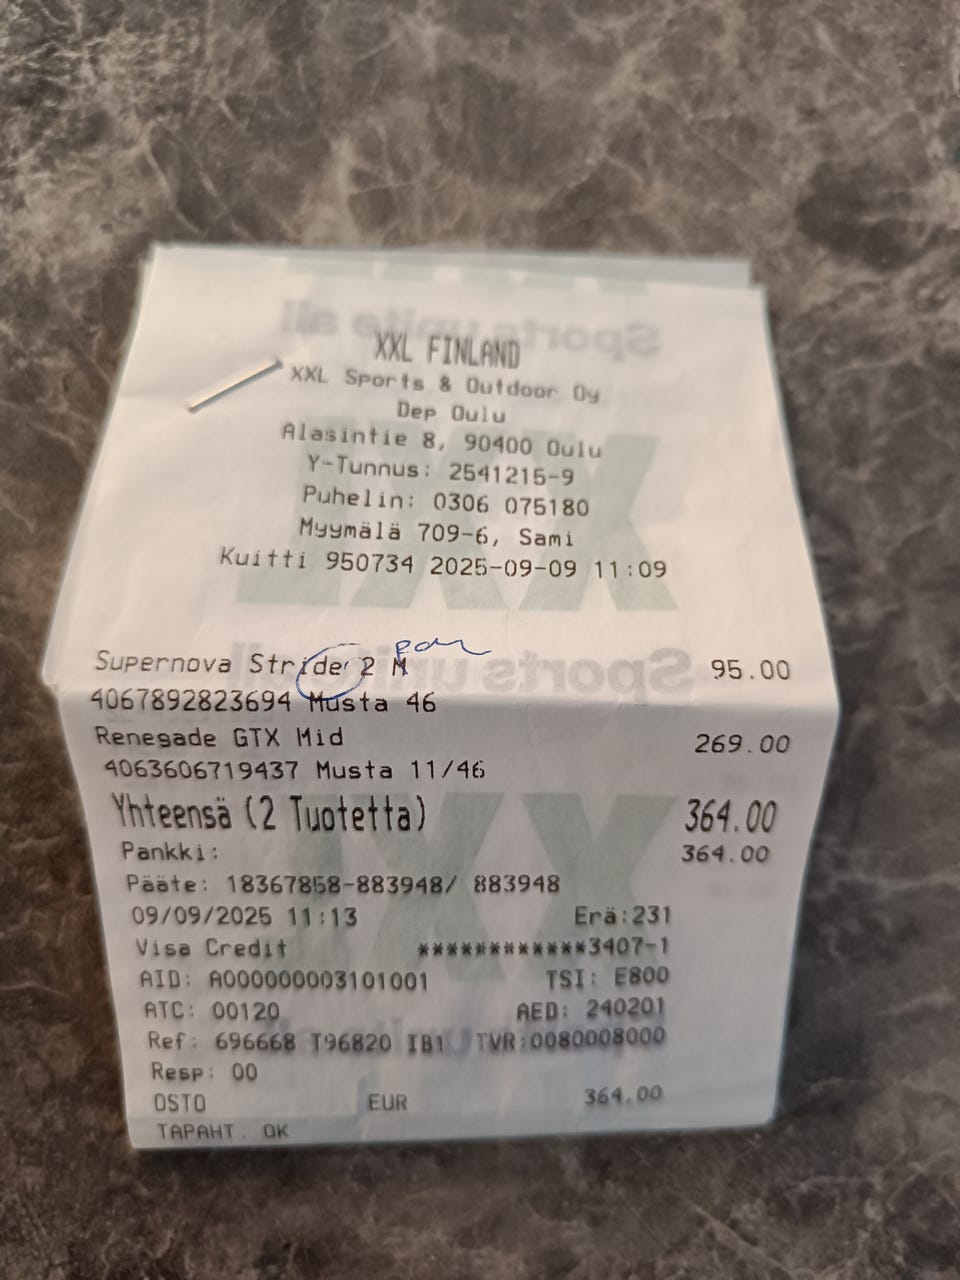 XXL FINLAND
XXL Sports & Outdoor Oy
Dep Oulu
Alasintie 8, 90400 Oulu
Y-Tunnus: 2541215-9
Puhelin: 0306 075180
Myymälä 709-6, Sami
Kuitti 950734 2025-09-09 11:09
Supernova Stride 2 M 95.00
4067892823694 Musta 46
Renegade GTX Mid 269.00
4063606719437 Musta 11/46
Yhteensä (2 Tuotetta) 364.00
Pankki: 364.00
Pääte: 18367858-883948/ 883948
09/09/2025 11:13 Erä:231
Visa Credit ************3407-1
AID: A0000000031010​01 TSI: E800
ATC: 00120 AED: 240201
Ref: 696668 T96820 IB1 TVR:0080008000
Resp: 00
OSTO EUR 364.00
TAPAHT. OK